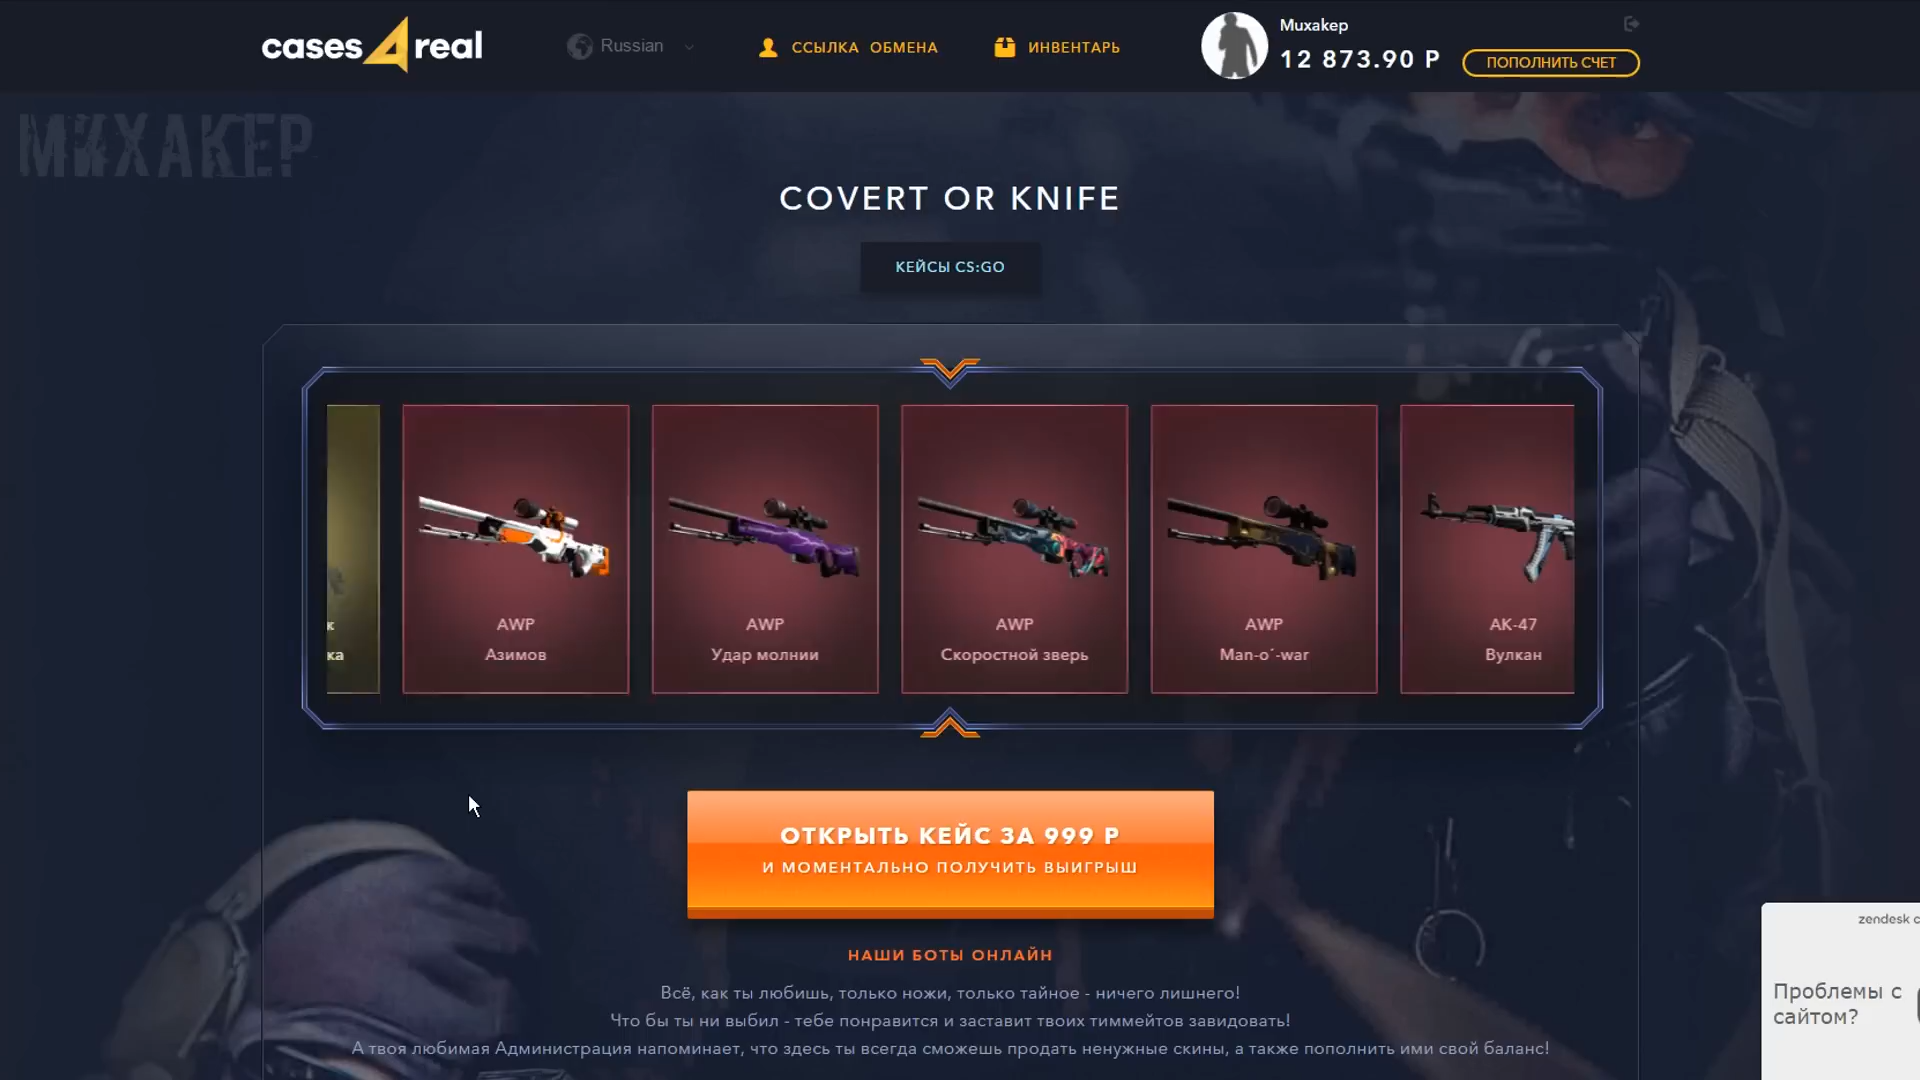 cases4real
Russian
ССЫЛКА ОБМЕНА
ИНВЕНТАРЬ
Михакер
12 873.90 Р
ПОПОЛНИТЬ СЧЕТ
МИХАКЕР
COVERT OR KNIFE
КЕЙСЫ CS:GO
к
ка
AWP
Азимов
AWP
Удар молнии
AWP
Скоростной зверь
AWP
Man-o´-war
АК-47
Вулкан
ОТКРЫТЬ КЕЙС ЗА 999 Р
И МОМЕНТАЛЬНО ПОЛУЧИТЬ ВЫИГРЫШ
НАШИ БОТЫ ОНЛАЙН
Всё, как ты любишь, только ножи, только тайное - ничего лишнего!
Что бы ты ни выбил - тебе понравится и заставит твоих тиммейтов завидовать!
А твоя любимая Администрация напоминает, что здесь ты всегда сможешь продать ненужные скины, а также пополнить ими свой баланс!
zendesk c
Проблемы с
сайтом?